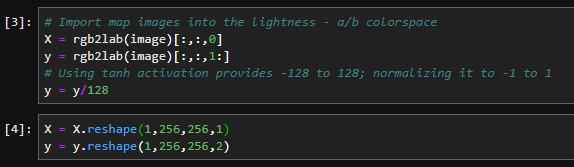 [3]: # Import map images into the lightness - a/b colorspace
X = rgb2lab(image)[:,:,0]
y = rgb2lab(image)[:,:,1:]
# Using tanh activation provides -128 to 128; normalizing it to -1 to 1
y = y/128
[4]: X = X.reshape(1,256,256,1)
y = y.reshape(1,256,256,2)